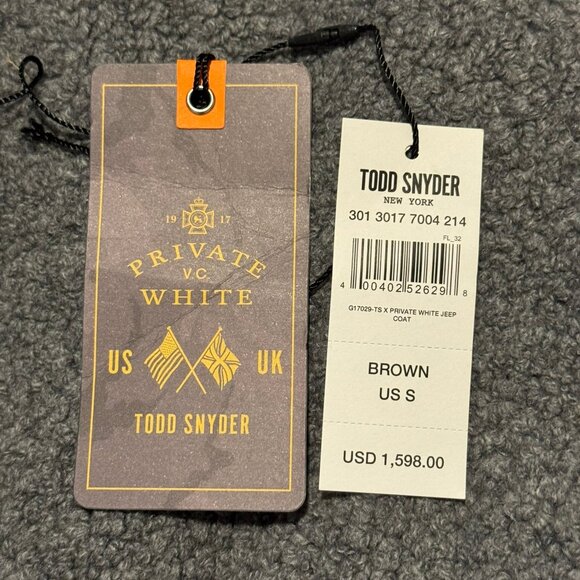 19 17
PRIVATE
V.C.
WHITE
US UK
TODD SNYDER
TODD SNYDER
NEW YORK
301 3017 7004 214
FL_32
4 00402 52629 8
G17029-TS X PRIVATE WHITE JEEP
COAT
BROWN
US S
USD 1,598.00